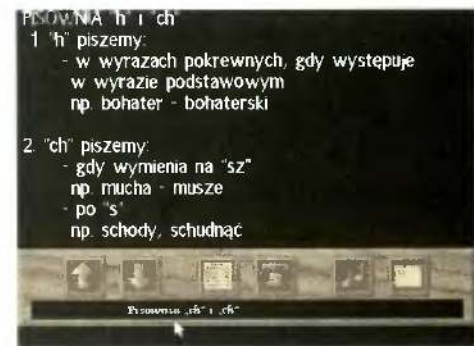 PISOWNIA "h" i "ch"
1 "h" piszemy:
- w wyrazach pokrewnych, gdy występuje
w wyrazie podstawowym
np. bohater - bohaterski
2. "ch" piszemy:
- gdy wymienia na "sz"
np. mucha - musze
- po "s"
np. schody, schudnąć
Pisownia „ch" i „ch"